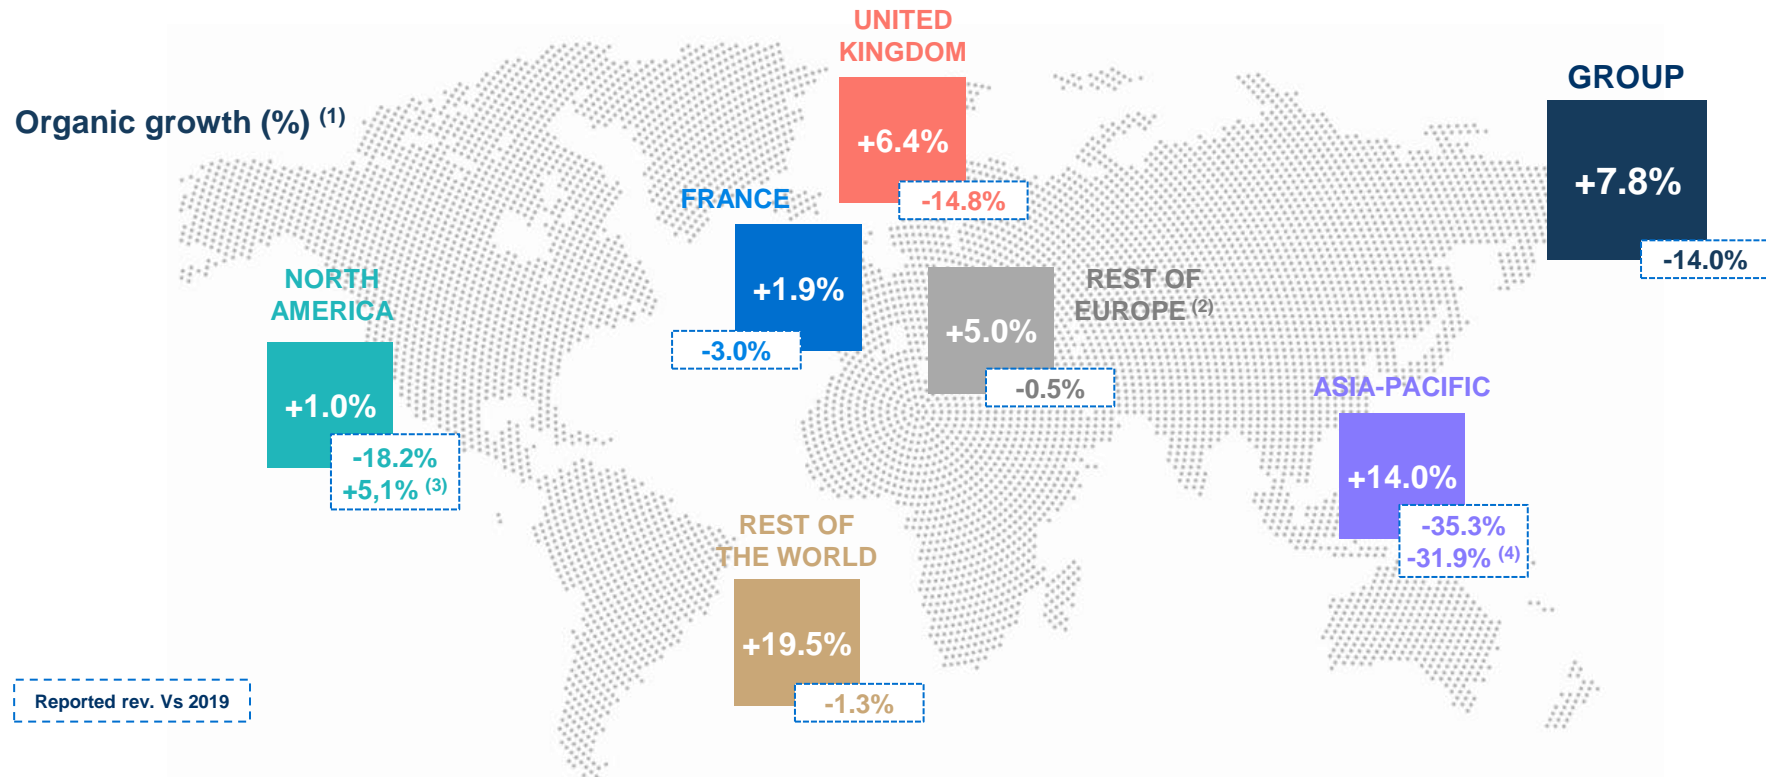 UNITED
KINGDOM
GROUP
Organic growth (%) (1)
+6.4%
-14.8%
+7.8%
-14.0%
FRANCE
+1.9%
-3.0%
NORTH
AMERICA
+1.0%
-18.2%
+5,1% (3)
REST OF
EUROPE (2)
+5.0%
-0.5%
ASIA-PACIFIC
+14.0%
-35.3%
-31.9% (4)
REST OF
THE WORLD
+19.5%
-1.3%
Reported rev. Vs 2019